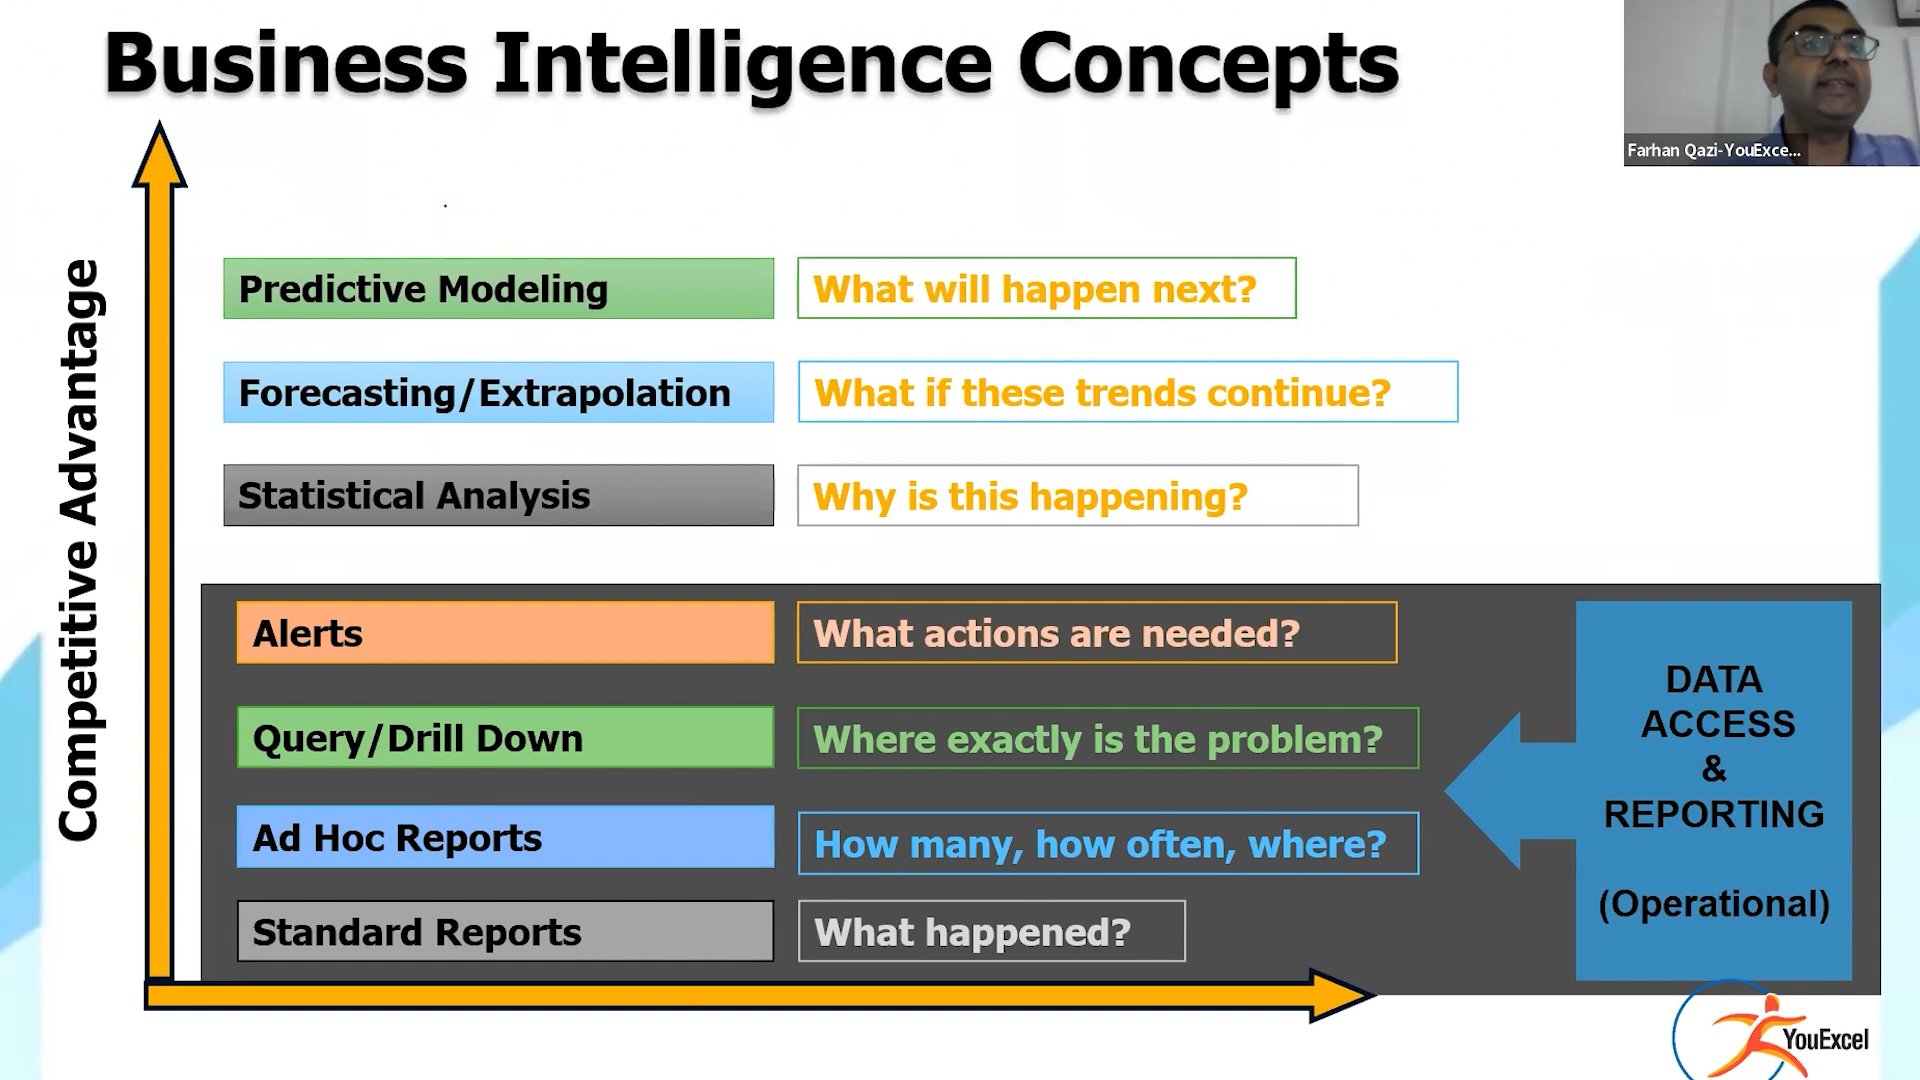 Business Intelligence Concepts
Farhan Qazi-YouExce...
Competitive Advantage
Predictive Modeling
What will happen next?
Forecasting/Extrapolation
What if these trends continue?
Statistical Analysis
Why is this happening?
Alerts
What actions are needed?
Query/Drill Down
Where exactly is the problem?
Ad Hoc Reports
How many, how often, where?
Standard Reports
What happened?
DATA
ACCESS
&
REPORTING
(Operational)
YouExcel